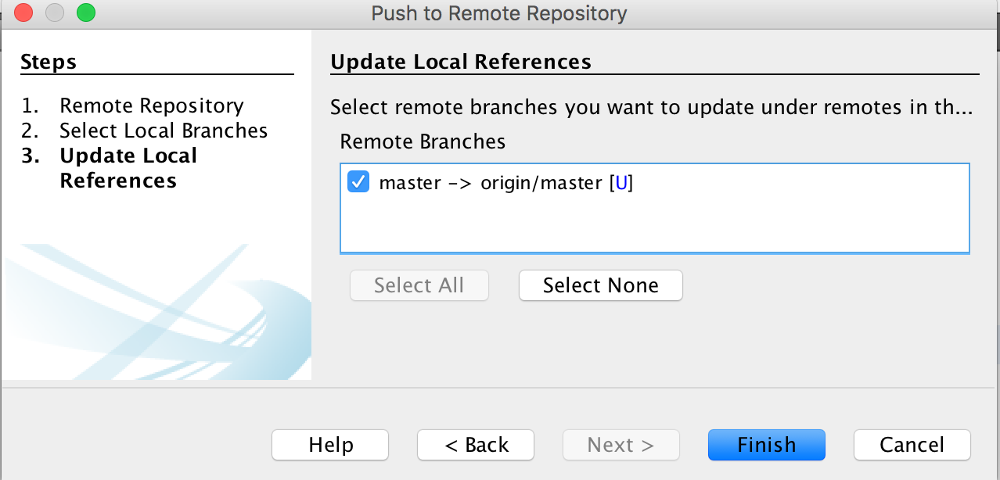 Push to Remote Repository
Steps
1. Remote Repository
2. Select Local Branches
3. Update Local
References
Update Local References
Select remote branches you want to update under remotes in th...
Remote Branches
master -> origin/master [U]
Select All
Select None
Help
< Back
Next >
Finish
Cancel